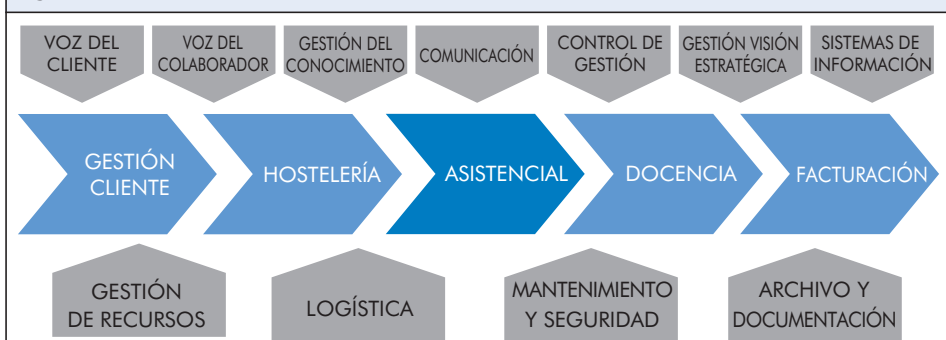 VOZ DEL
CLIENTE
VOZ DEL
COLABORADOR
GESTIÓN DEL
CONOCIMIENTO
COMUNICACIÓN
CONTROL DE
GESTIÓN
GESTIÓN VISIÓN
ESTRATÉGICA
SISTEMAS DE
INFORMACIÓN
GESTIÓN
CLIENTE
HOSTELERÍA
ASISTENCIAL
DOCENCIA
FACTURACIÓN
GESTIÓN
DE RECURSOS
LOGÍSTICA
MANTENIMIENTO
Y SEGURIDAD
ARCHIVO Y
DOCUMENTACIÓN